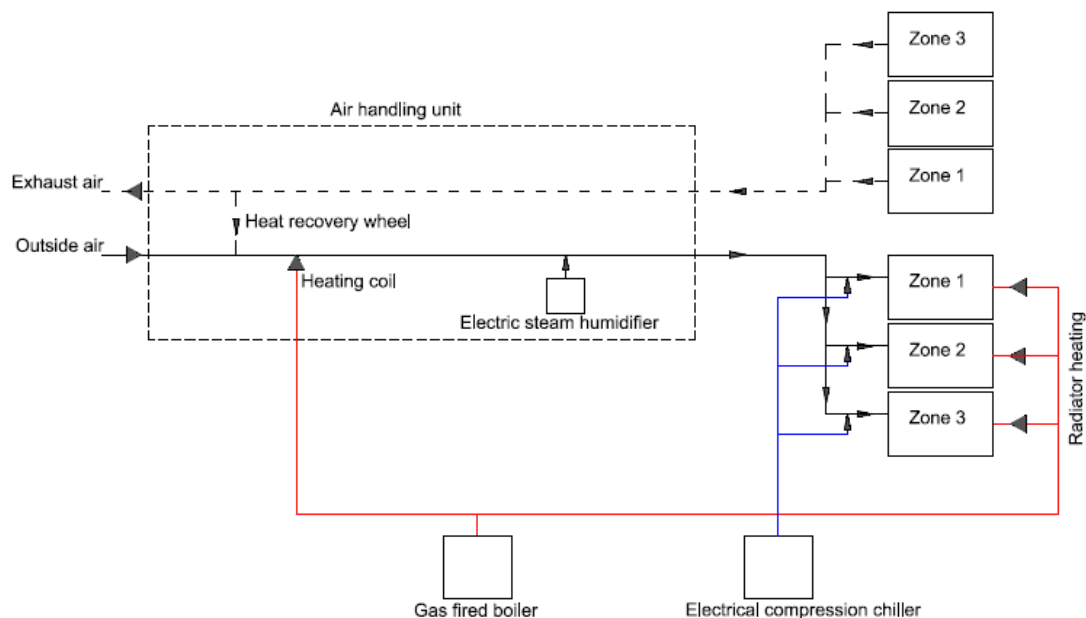 Zone 3
Air handling unit
Zone 2
Zone 1
Exhaust air
Heat recovery wheel
Outside air
Heating coil
Zone 1
Electric steam humidifier
Zone 2
Zone 3
Radiator heating
Gas fired boiler
Electrical compression chiller